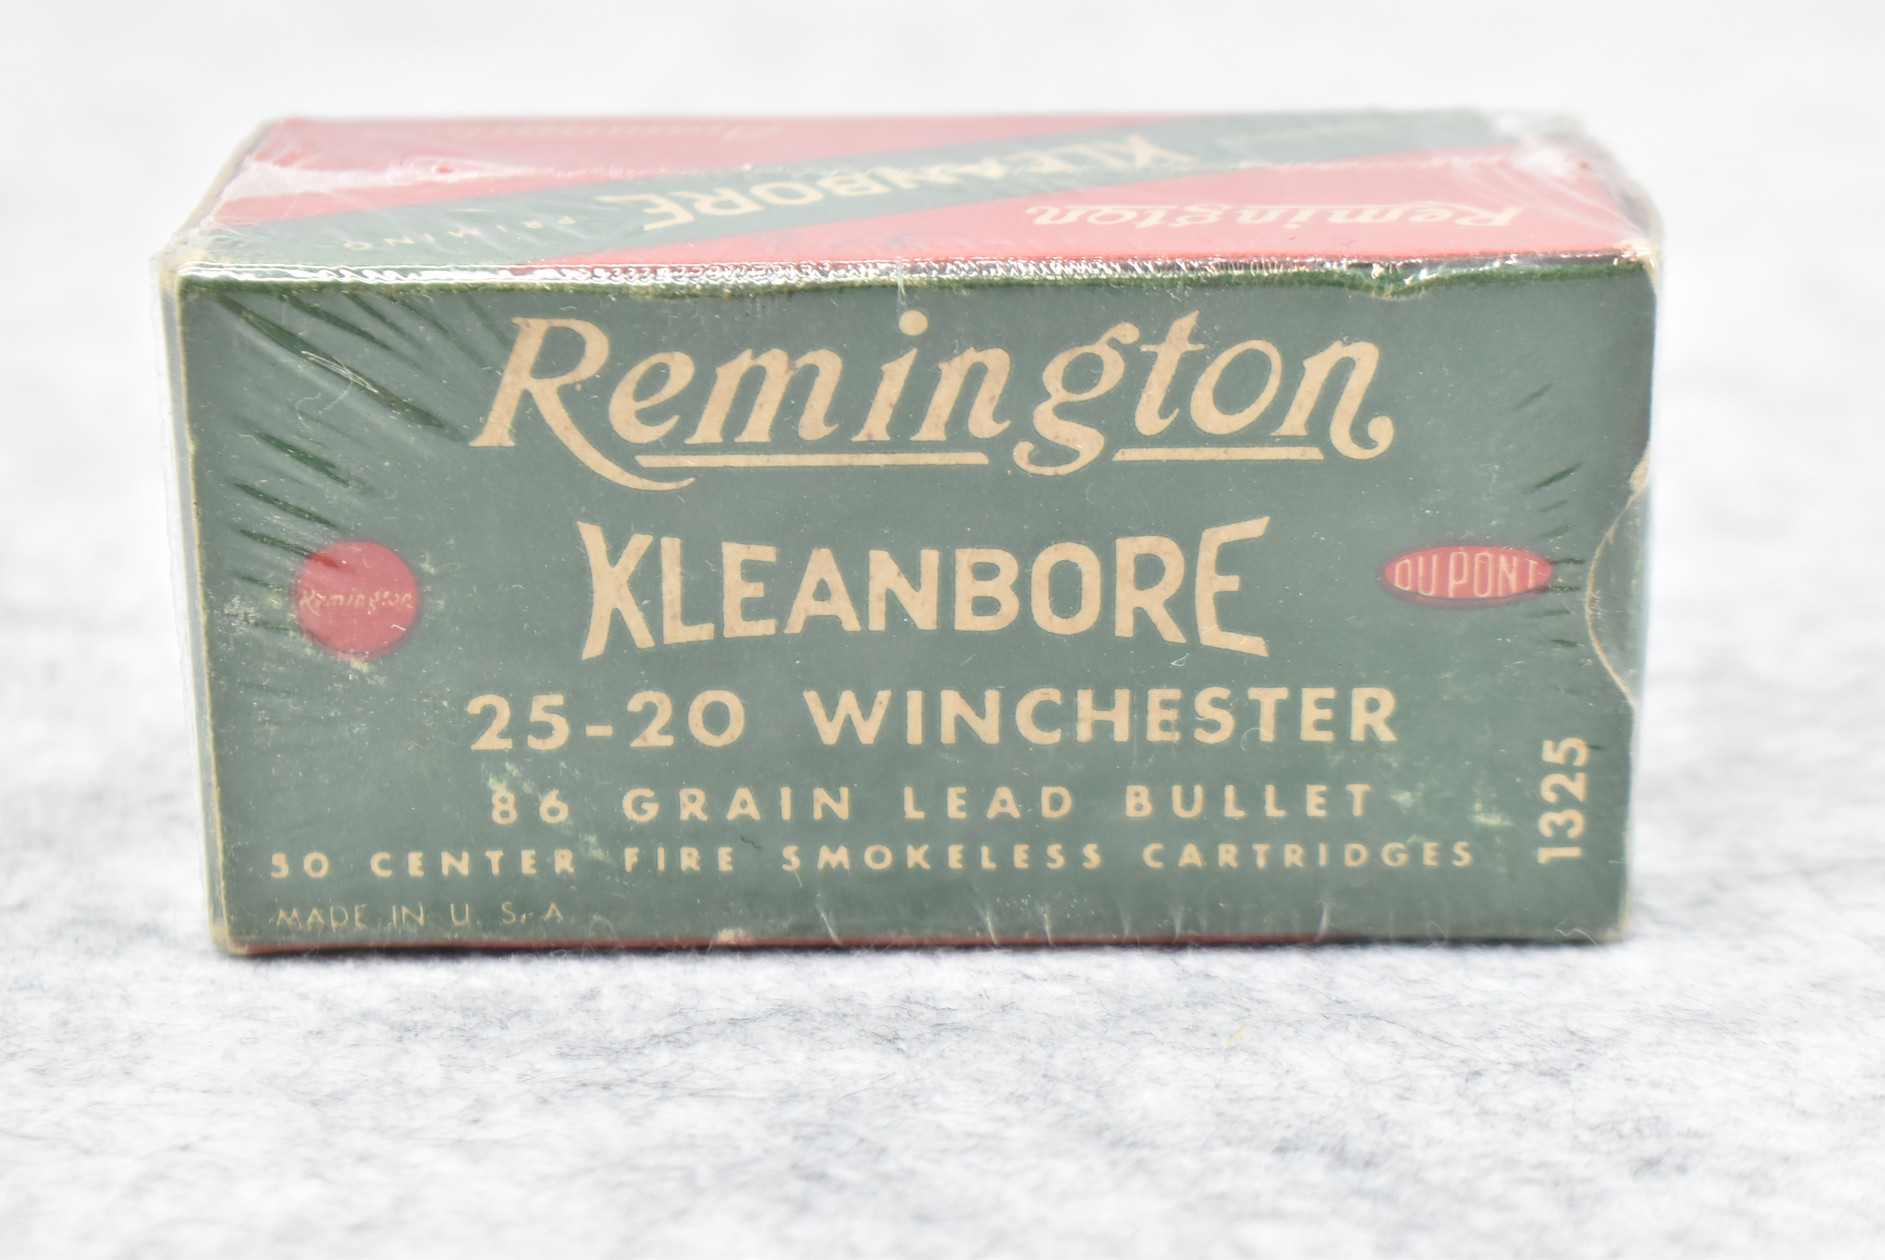 KLEANBORE
PRIMING
Remington
Remington
KLEANBORE
Remington
DU PONT
25-20 WINCHESTER
86 GRAIN LEAD BULLET
50 CENTER FIRE SMOKELESS CARTRIDGES
MADE IN U. S. A.
1325